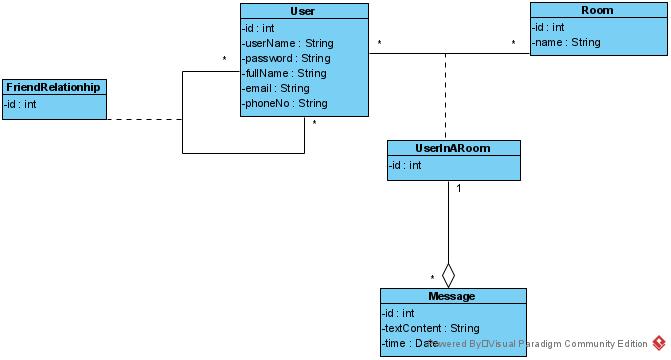 User
-id : int
-userName : String
-password : String
-fullName : String
-email : String
-phoneNo : String
Room
-id : int
-name : String
*
*
*
*
FriendRelationship
-id : int
UserInARoom
-id : int
1
*
Message
-id : int
-textContent : String
-time : Date
Powered By Visual Paradigm Community Edition